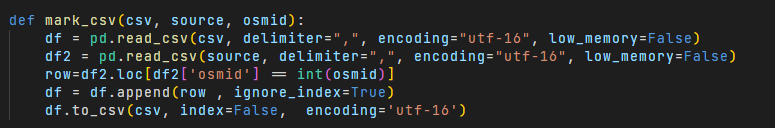 def mark_csv(csv, source, osmid):
    df = pd.read_csv(csv, delimiter=",", encoding="utf-16", low_memory=False)
    df2 = pd.read_csv(source, delimiter=",", encoding="utf-16", low_memory=False)
    row=df2.loc[df2['osmid'] == int(osmid)]
    df = df.append(row , ignore_index=True)
    df.to_csv(csv, index=False,  encoding='utf-16')